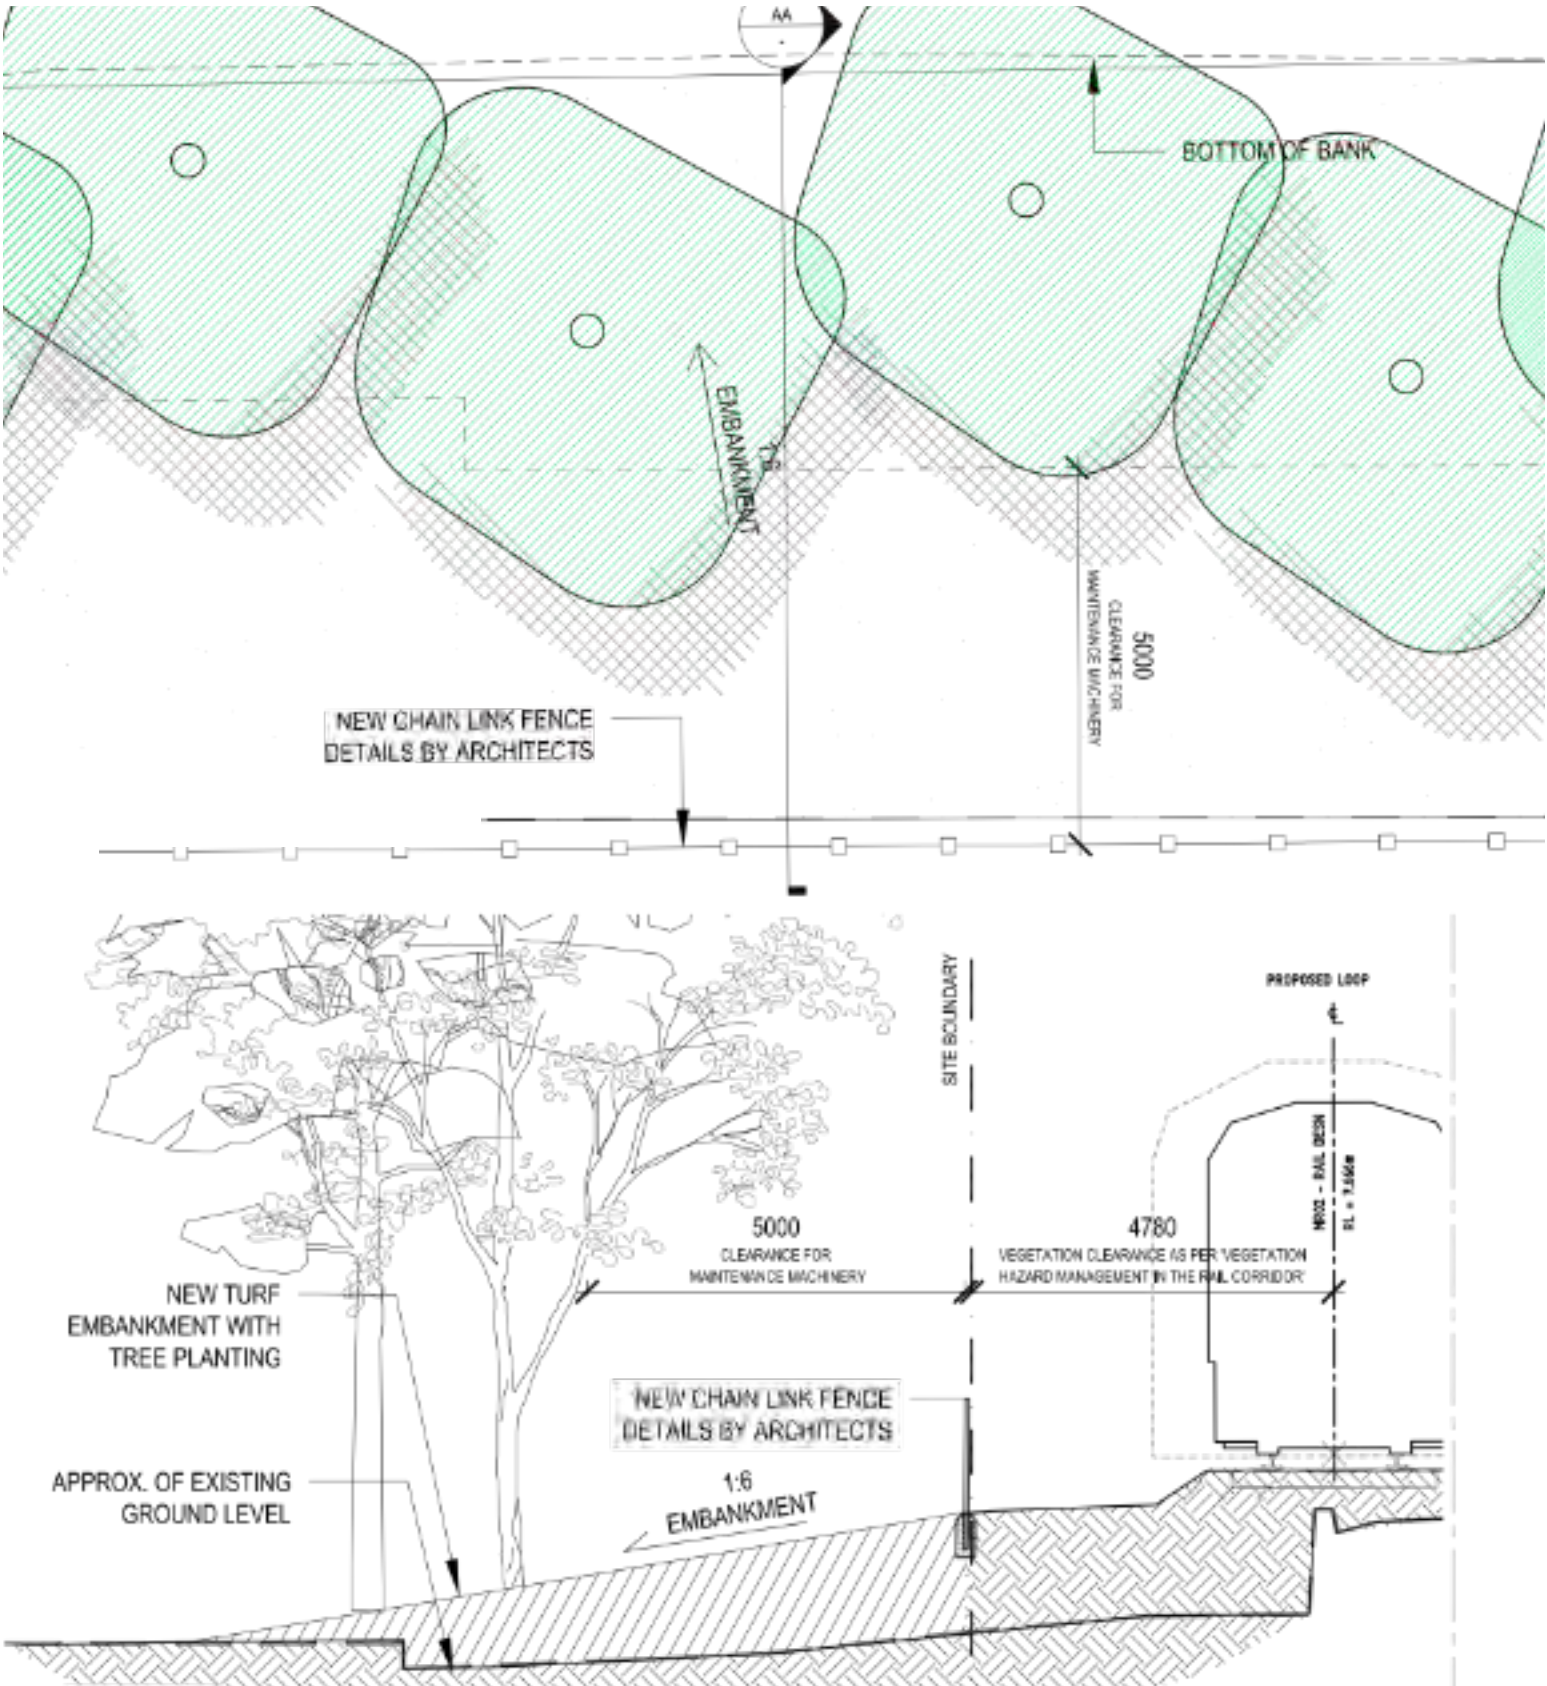 AA
-
BOTTOM OF BANK
EMBANKMENT
5000
CLEARANCE FOR
MAINTENANCE MACHINERY
NEW CHAIN LINK FENCE
DETAILS BY ARCHITECTS
SITE BOUNDARY
PROPOSED LOOP
5000
CLEARANCE FOR
MAINTENANCE MACHINERY
4780
VEGETATION CLEARANCE AS PER 'VEGETATION
HAZARD MANAGEMENT IN THE RAIL CORRIDOR'
NEW TURF
EMBANKMENT WITH
TREE PLANTING
NEW CHAIN LINK FENCE
DETAILS BY ARCHITECTS
APPROX. OF EXISTING
GROUND LEVEL
1:6
EMBANKMENT